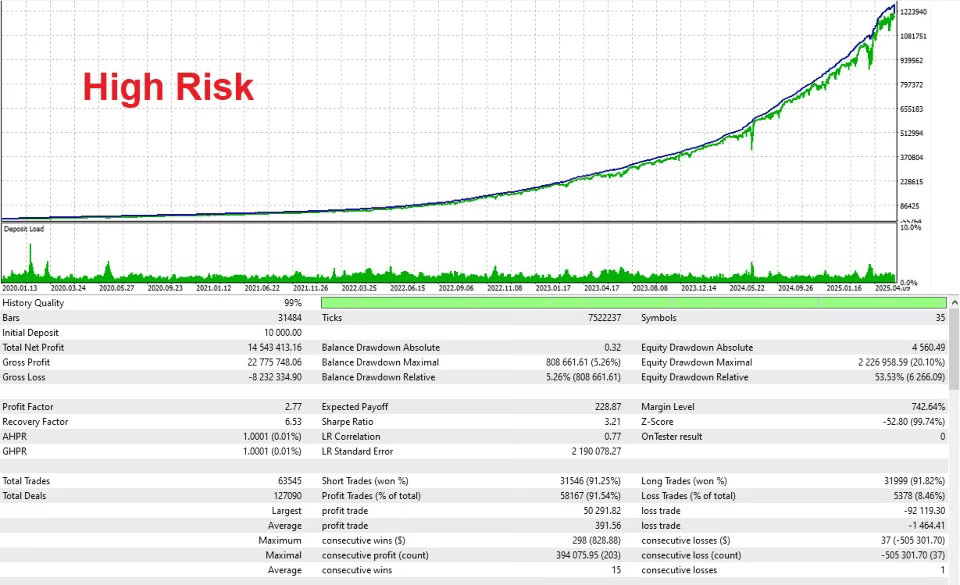 1223940
1081751
939562
High Risk
797372
655183
512994
370804
228615
86425
-55764
Deposit Load
10.0%
0.0%
2020.01.13 2020.03.24 2020.05.27 2020.09.23 2021.01.12 2021.06.22 2021.11.26 2022.03.25 2022.06.15 2022.09.06 2022.11.08 2023.01.17 2023.04.17 2023.08.08 2023.12.14 2024.05.22 2024.09.26 2025.01.16 2025.04.09
History Quality 99%
Bars 31484 Ticks 7522237 Symbols 35
Initial Deposit 10 000.00
Total Net Profit 14 543 413.16 Balance Drawdown Absolute 0.32 Equity Drawdown Absolute 4 560.49
Gross Profit 22 775 748.06 Balance Drawdown Maximal 808 661.61 (5.26%) Equity Drawdown Maximal 2 226 958.59 (20.10%)
Gross Loss -8 232 334.90 Balance Drawdown Relative 5.26% (808 661.61) Equity Drawdown Relative 53.53% (6 266.09)
Profit Factor 2.77 Expected Payoff 228.87 Margin Level 742.64%
Recovery Factor 6.53 Sharpe Ratio 3.21 Z-Score -52.80 (99.74%)
AHPR 1.0001 (0.01%) LR Correlation 0.77 OnTester result 0
GHPR 1.0001 (0.01%) LR Standard Error 2 190 078.27
Total Trades 63545 Short Trades (won %) 31546 (91.25%) Long Trades (won %) 31999 (91.82%)
Total Deals 127090 Profit Trades (% of total) 58167 (91.54%) Loss Trades (% of total) 5378 (8.46%)
Largest profit trade 50 291.82 loss trade -92 119.30
Average profit trade 391.56 loss trade -1 464.41
Maximum consecutive wins ($) 298 (828.88) consecutive losses ($) 37 (-505 301.70)
Maximal consecutive profit (count) 394 075.95 (203) consecutive loss (count) -505 301.70 (37)
Average consecutive wins 15 consecutive losses 1